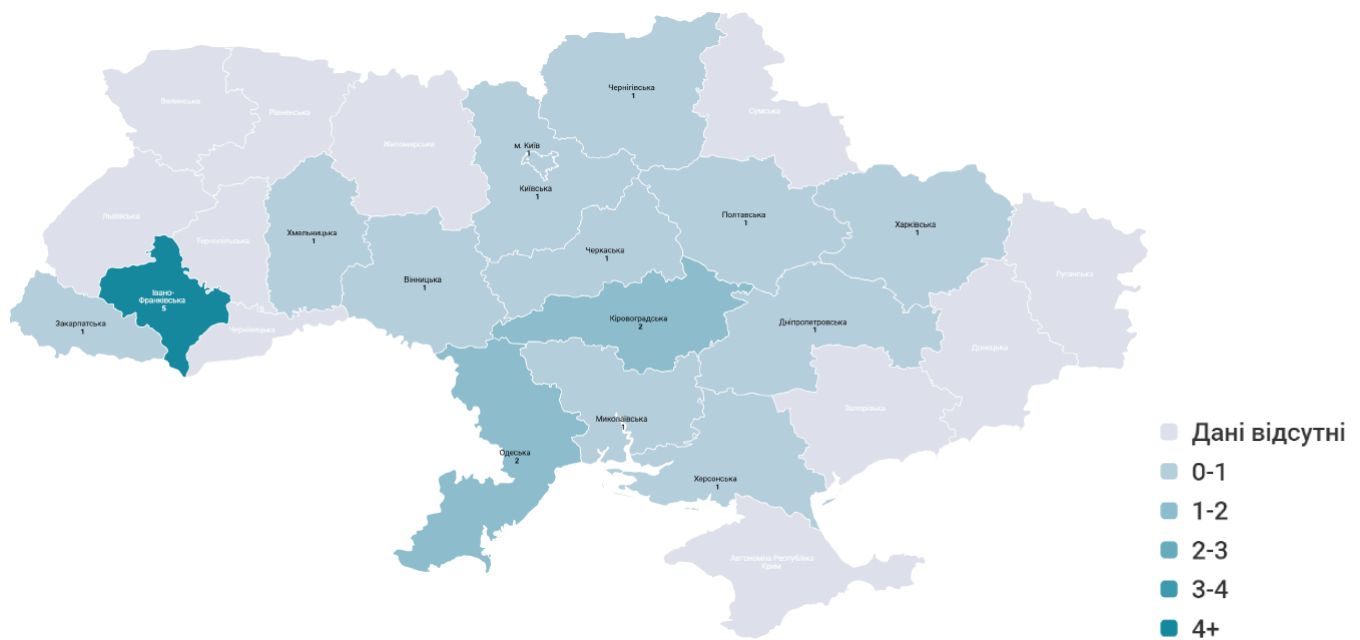 Чернігівська
1
Волинська
Рівненська
Сумська
Житомирська
м. Київ
1
Київська
1
Львівська
Тернопільська
Хмельницька
1
Полтавська
1
Харківська
1
Черкаська
1
Вінницька
1
Луганська
Івано-
Франківська
5
Закарпатська
1
Чернівецька
Кіровоградська
2
Дніпропетровська
1
Донецька
Запорізька
Миколаївська
1
Одеська
2
Херсонська
1
Автономна Республіка
Крим
Дані відсутні
0-1
1-2
2-3
3-4
4+